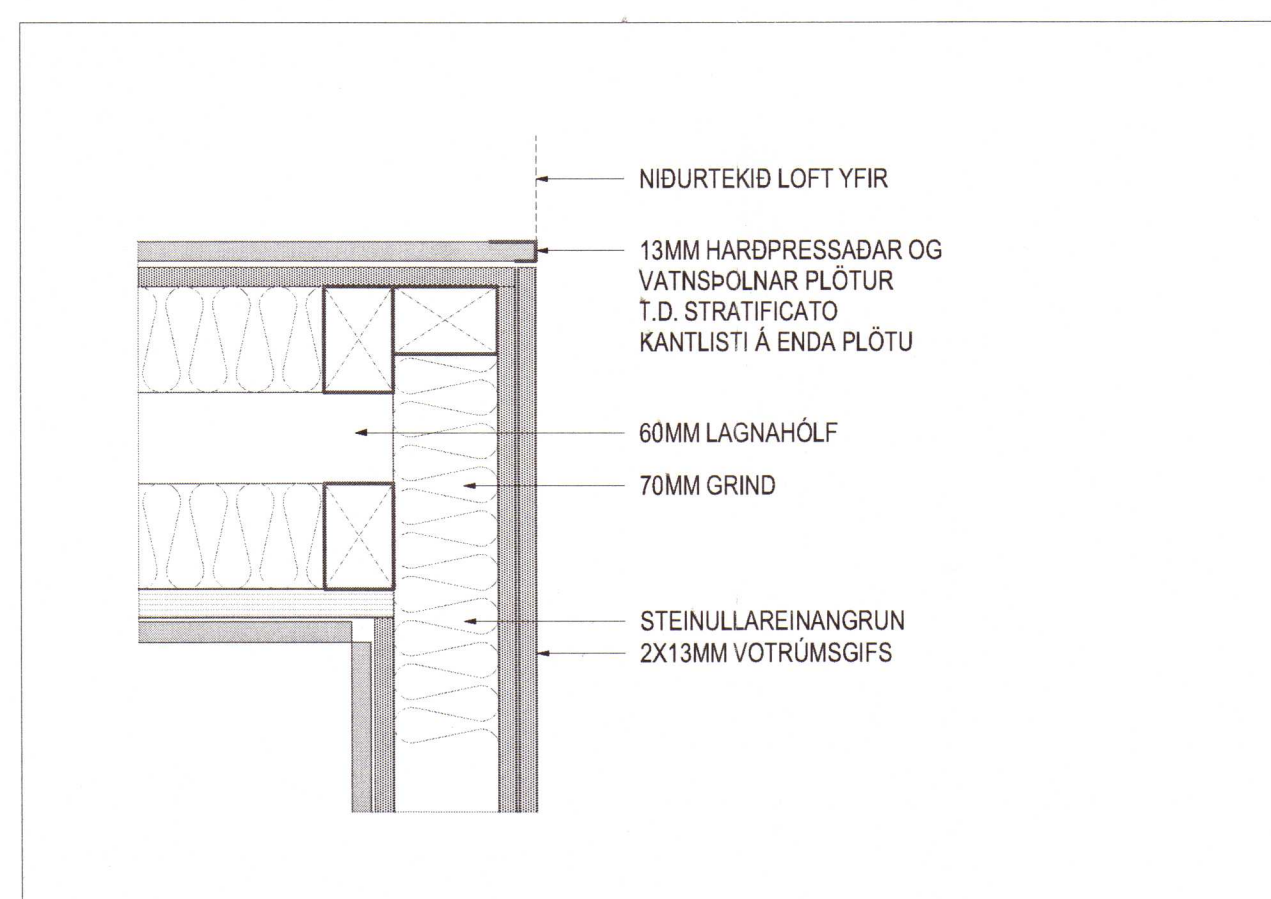 NIÐURTEKIÐ LOFT YFIR
13MM HARÐPRESSAÐAR OG
VATNSÞOLNAR PLÖTUR
T.D. STRATIFICATO
KANTLISTI Á ENDA PLÖTU
60MM LAGNAHÓLF
70MM GRIND
STEINULLAREINANGRUN
2X13MM VOTRÚMSGIFS